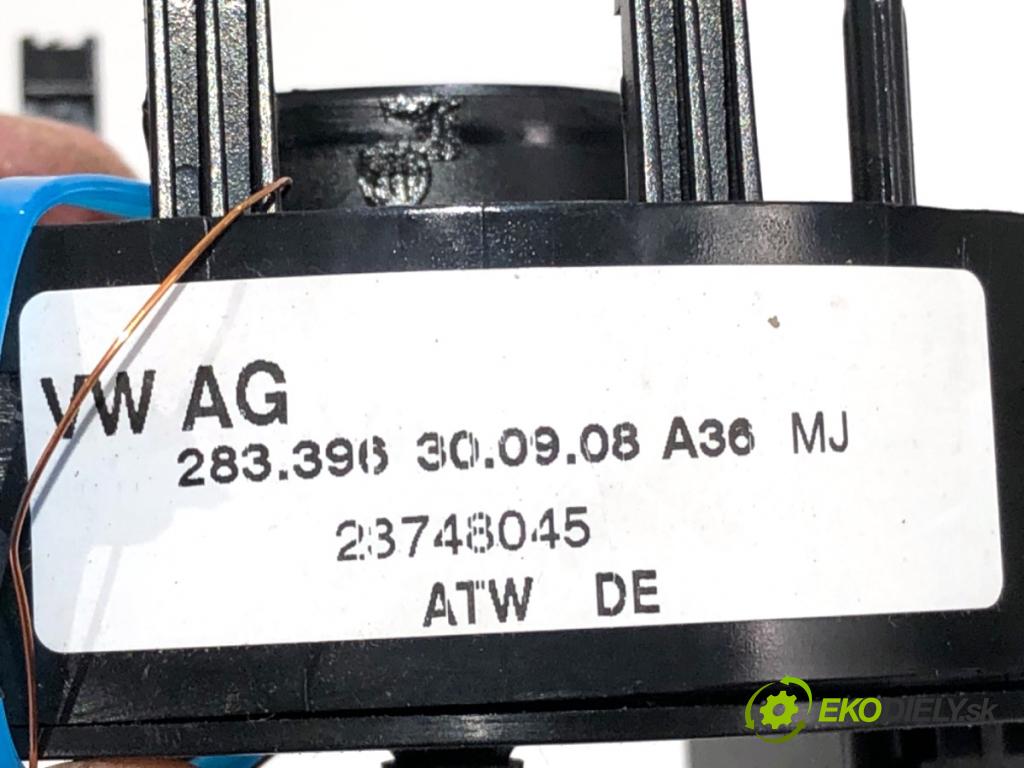 VW AG
283.396 30.09.08 A36 MJ
23748045
ATW DE
EKODIELY.sk